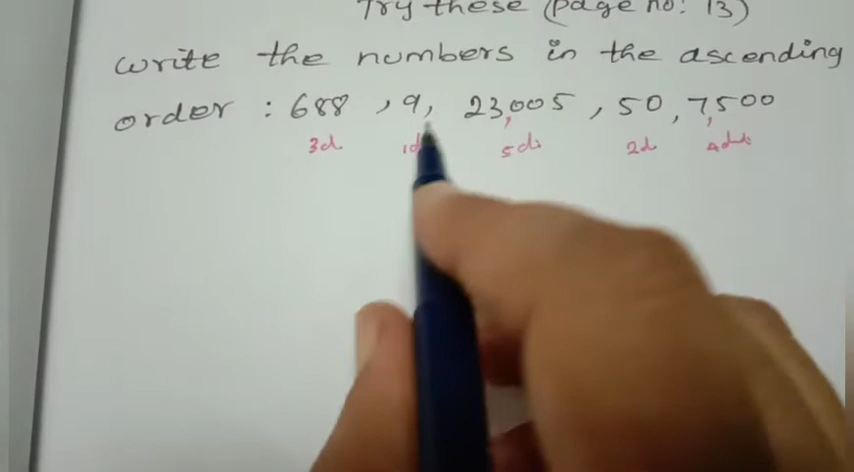 Try these (page no: 13)
write the numbers in the ascending
order : 688 , 9, 23,005 , 50, 7,500
3d 1d 5d 2d 4d